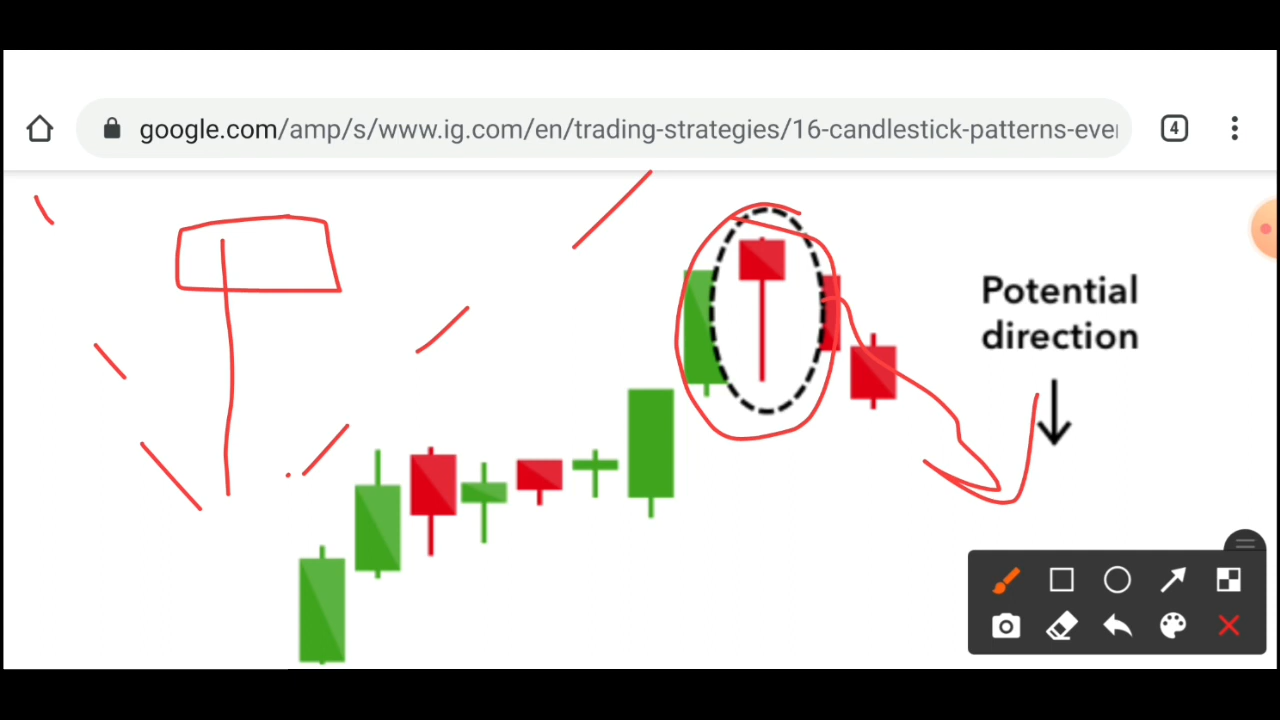 google.com/amp/s/www.ig.com/en/trading-strategies/16-candlestick-patterns-eve
4
Potential
direction